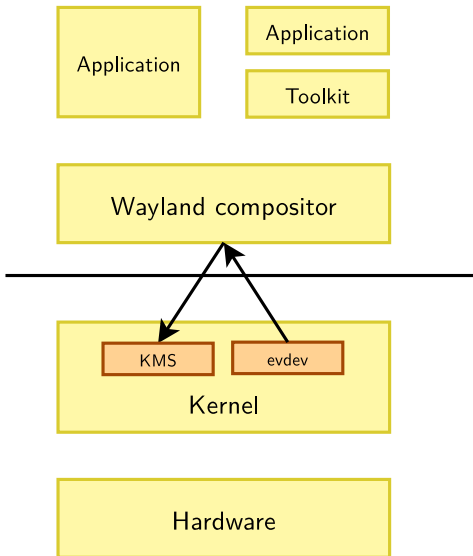 Application
Application
Toolkit
Wayland compositor
KMS
evdev
Kernel
Hardware